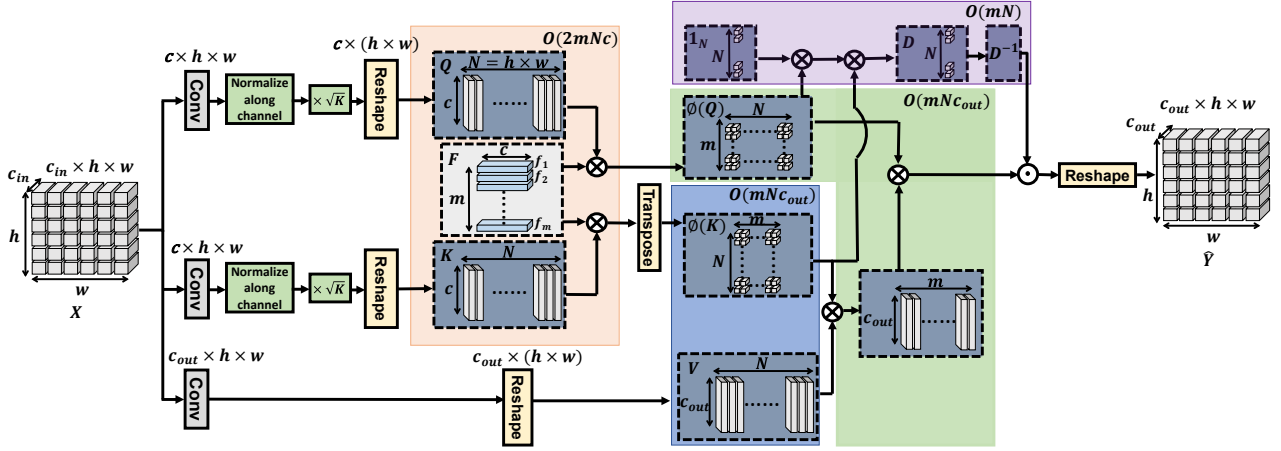 c_in
c_in × h × w
h
w
X
c × h × w
Conv
Normalize along channel
× √K
c × (h × w)
Reshape
c × h × w
Conv
Normalize along channel
× √K
Reshape
c_out × h × w
Conv
c_out × (h × w)
Reshape
O(2mNc)
Q
N = h × w
c
......
F
c
f_1
f_2
m
f_m
K
N
c
......
Transpose
O(mN)
1_N
N
D
N
D^{-1}
∅(Q)
N
m
O(mNc_out)
O(mNc_out)
∅(K)
m
N
V
N
c_out
......
m
c_out
......
Reshape
c_out × h × w
c_out
h
w
Ŷ